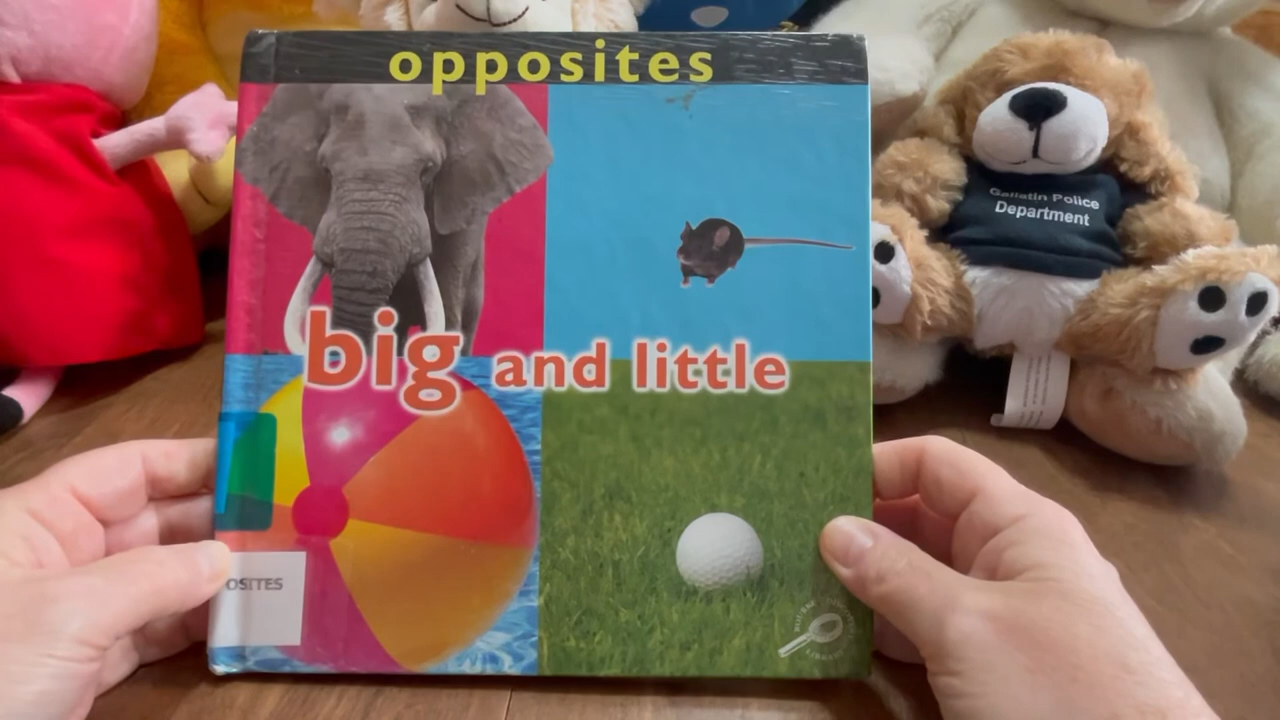 opposites
big and little
OSITES
Gallatin Police
Department